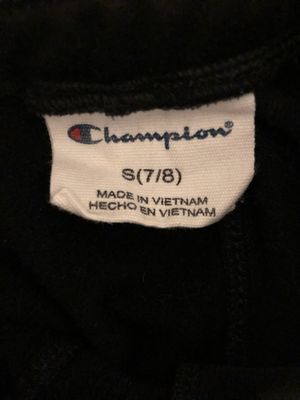 Champion®
S(7/8)
MADE IN VIETNAM
HECHO EN VIETNAM